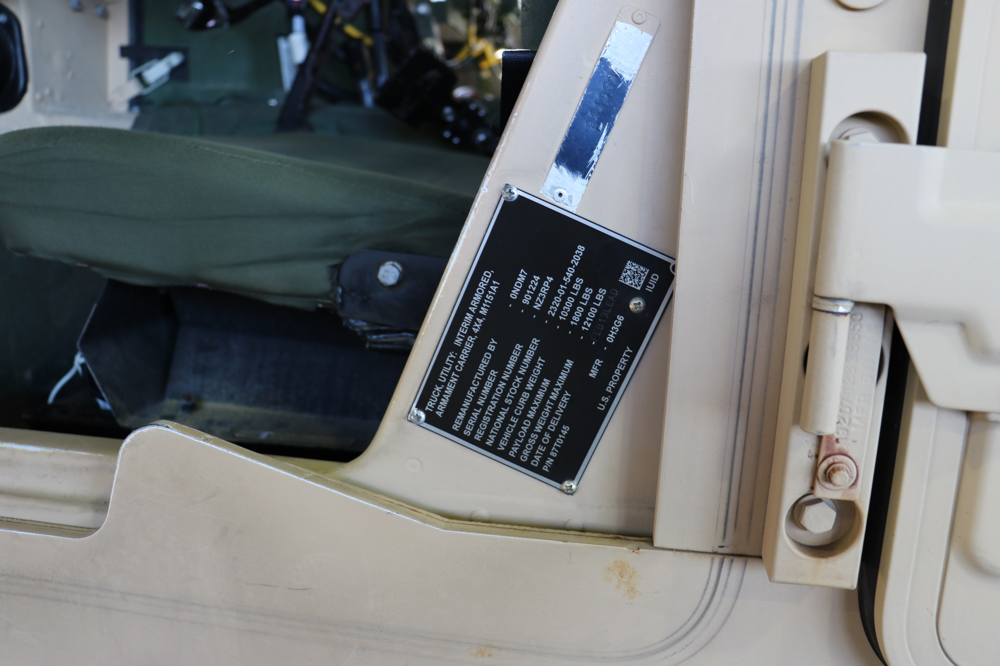 TRUCK, UTILITY: INTERIM ARMORED,
ARMAMENT CARRIER, 4X4, M1151A1
REMANUFACTURED BY - 0NDM7
SERIAL NUMBER - 901224
REGISTRATION NUMBER - NZ3RP4
NATIONAL STOCK NUMBER - 2320-01-540-2038
VEHICLE CURB WEIGHT - 10300 LBS
PAYLOAD MAXIMUM - 1800 LBS
GROSS WEIGHT MAXIMUM - 12100 LBS
DATE OF DELIVERY - FEB13LEAD
P/N 87T0145 MFR - 0H3G6
U.S. PROPERTY
IUID